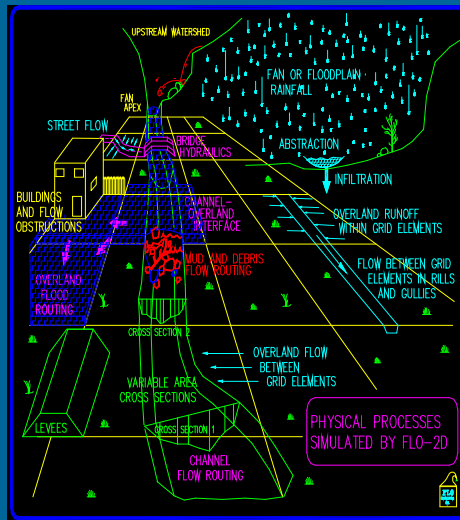 UPSTREAM WATERSHED
FAN OR FLOODPLAIN
RAINFALL
FAN
APEX
STREET FLOW
BRIDGE
HYDRAULICS
ABSTRACTION
INFILTRATION
BUILDINGS
AND FLOW
OBSTRUCTIONS
CHANNEL-
OVERLAND
INTERFACE
OVERLAND RUNOFF
WITHIN GRID ELEMENTS
MUD AND DEBRIS
FLOW ROUTING
FLOW BETWEEN GRID
ELEMENTS IN RILLS
AND GULLIES
OVERLAND
FLOOD
ROUTING
CROSS SECTION 2
OVERLAND FLOW
BETWEEN
GRID ELEMENTS
VARIABLE AREA
CROSS SECTIONS
LEVEES
CROSS SECTION 1
PHYSICAL PROCESSES
SIMULATED BY FLO-2D
CHANNEL
FLOW ROUTING
FLO